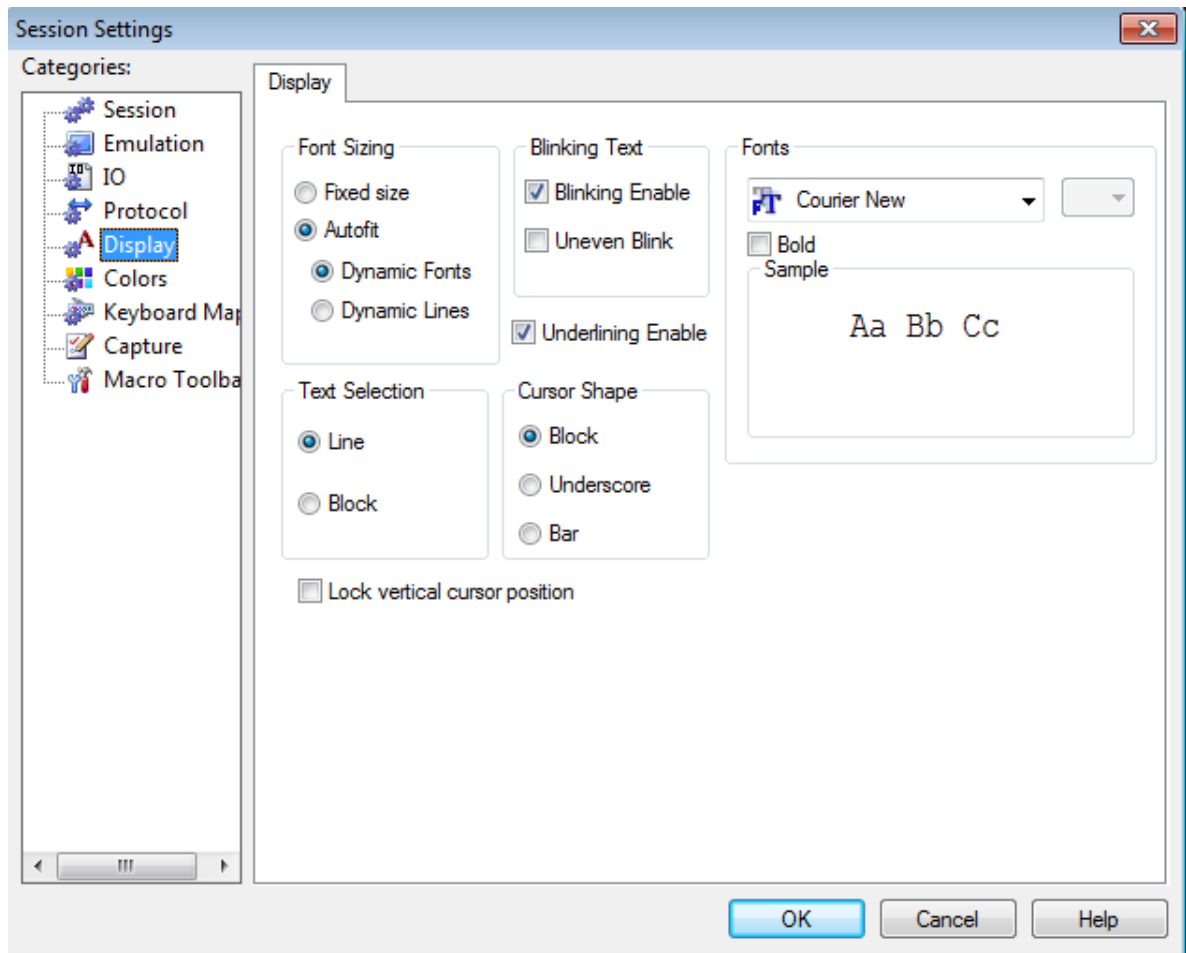 Session Settings
Categories:
Session
Emulation
IO
Protocol
Display
Colors
Keyboard Map
Capture
Macro Toolba
Display
Font Sizing
Fixed size
Autofit
Dynamic Fonts
Dynamic Lines
Blinking Text
Blinking Enable
Uneven Blink
Underlining Enable
Fonts
Courier New
Bold
Sample
Aa Bb Cc
Text Selection
Line
Block
Cursor Shape
Block
Underscore
Bar
Lock vertical cursor position
OK
Cancel
Help